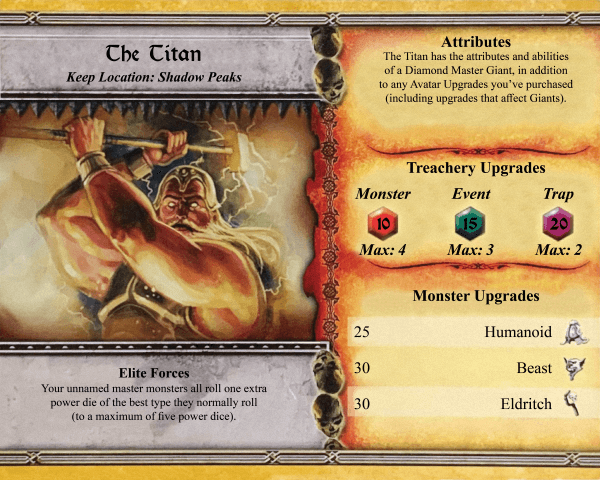 The Titan
Keep Location: Shadow Peaks
Elite Forces
Your unnamed master monsters all roll one extra
power die of the best type they normally roll
(to a maximum of five power dice).
Attributes
The Titan has the attributes and abilities
of a Diamond Master Giant, in addition
to any Avatar Upgrades you've purchased
(including upgrades that affect Giants).
Treachery Upgrades
Monster Event Trap
10 15 20
Max: 4 Max: 3 Max: 2
Monster Upgrades
25 Humanoid
30 Beast
30 Eldritch